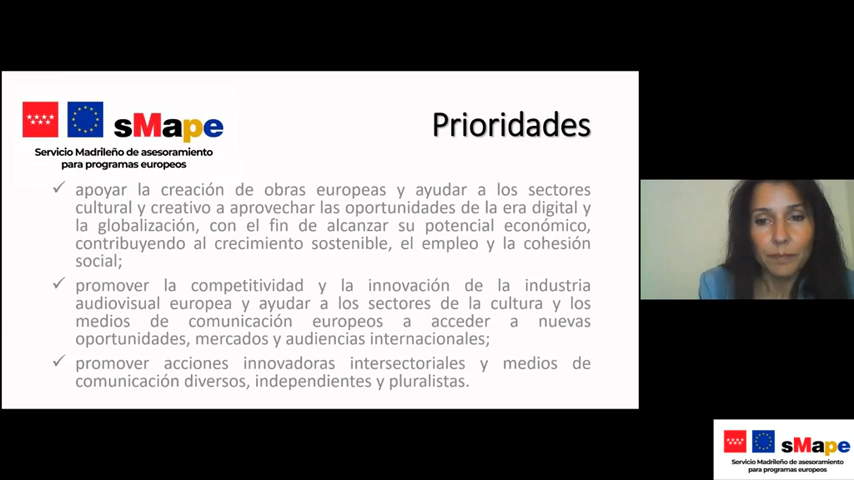 sMape
Servicio Madrileño de asesoramiento
para programas europeos
Prioridades
apoyar la creación de obras europeas y ayudar a los sectores
cultural y creativo a aprovechar las oportunidades de la era digital y
la globalización, con el fin de alcanzar su potencial económico,
contribuyendo al crecimiento sostenible, el empleo y la cohesión
social;
promover la competitividad y la innovación de la industria
audiovisual europea y ayudar a los sectores de la cultura y los
medios de comunicación europeos a acceder a nuevas
oportunidades, mercados y audiencias internacionales;
promover acciones innovadoras intersectoriales y medios de
comunicación diversos, independientes y pluralistas.
sMape
Servicio Madrileño de asesoramiento
para programas europeos